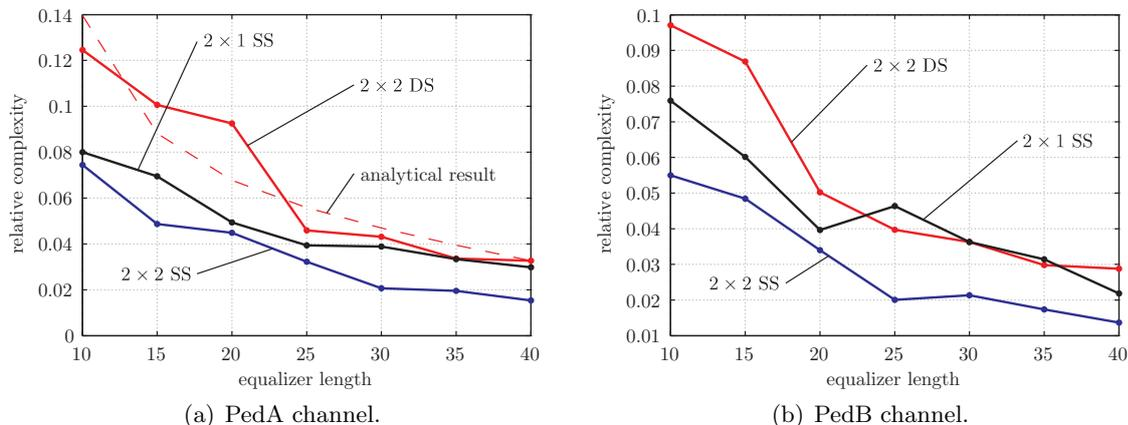 0.14
0.12
0.1
0.08
0.06
0.04
0.02
0
relative complexity
2 × 1 SS
2 × 2 DS
analytical result
2 × 2 SS
10 15 20 25 30 35 40
equalizer length
(a) PedA channel.
0.1
0.09
0.08
0.07
0.06
0.05
0.04
0.03
0.02
0.01
relative complexity
2 × 2 DS
2 × 1 SS
2 × 2 SS
10 15 20 25 30 35 40
equalizer length
(b) PedB channel.